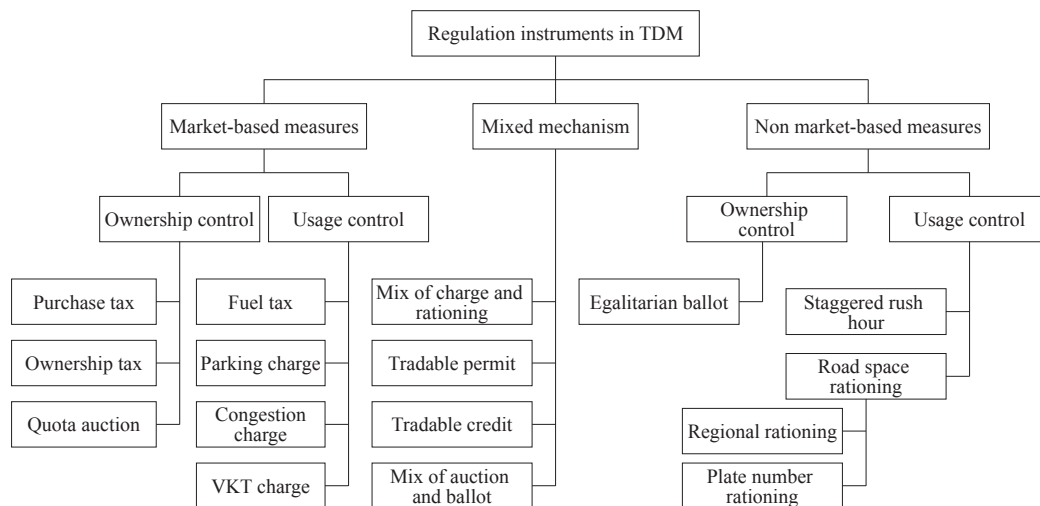 Regulation instruments in TDM
Market-based measures
Mixed mechanism
Non market-based measures
Ownership control
Usage control
Ownership
control
Usage control
Purchase tax
Fuel tax
Mix of charge and
rationing
Egalitarian ballot
Staggered rush
hour
Ownership tax
Parking charge
Tradable permit
Road space
rationing
Quota auction
Congestion
charge
Tradable credit
Regional rationing
VKT charge
Mix of auction
and ballot
Plate number
rationing